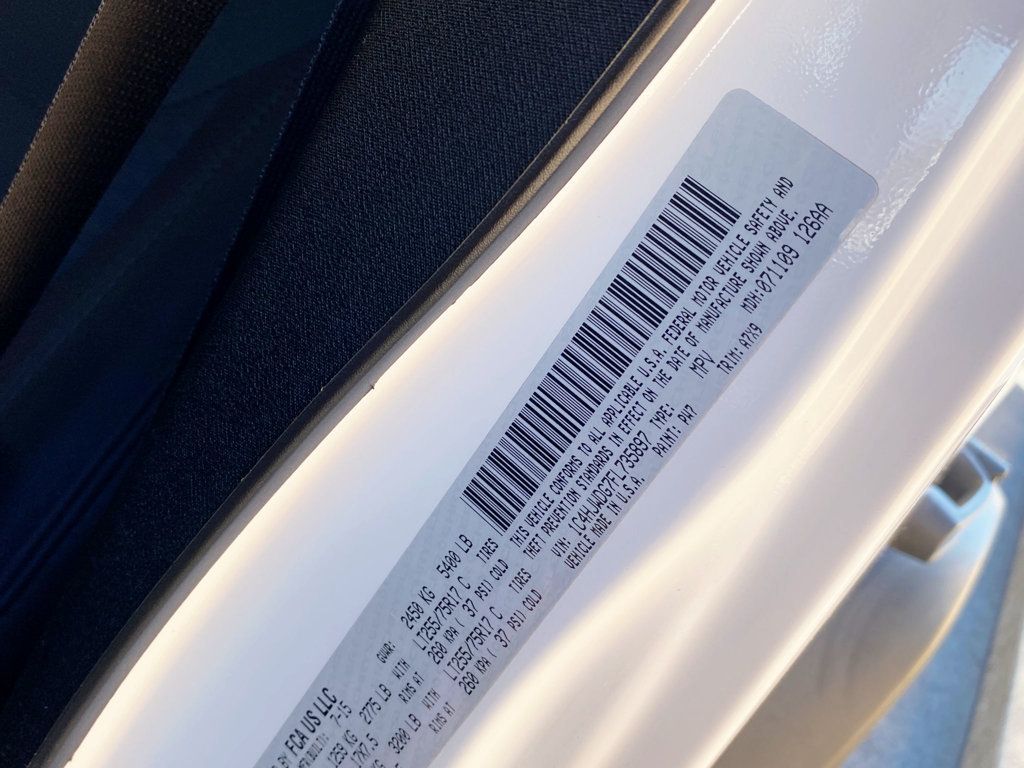 BY FCA US LLC
7-15 GVWR: 2450 KG 5400 LB
1259 KG 2775 LB WITH LT255/75R17 C TIRES
17X7.5 RIMS AT 260 KPA ( 37 PSI) COLD
KG 3200 LB WITH LT255/75R17 C TIRES
RIMS AT 260 KPA ( 37 PSI) COLD
THIS VEHICLE CONFORMS TO ALL APPLICABLE U.S.A. FEDERAL MOTOR VEHICLE SAFETY AND
THEFT PREVENTION STANDARDS IN EFFECT ON THE DATE OF MANUFACTURE SHOWN ABOVE.
VIN: 1C4HJWDG7FL735897 TYPE: MPV MDH: 071109 126AA
VEHICLE MADE IN U.S.A. PAINT: PW7 TRIM: A7X9